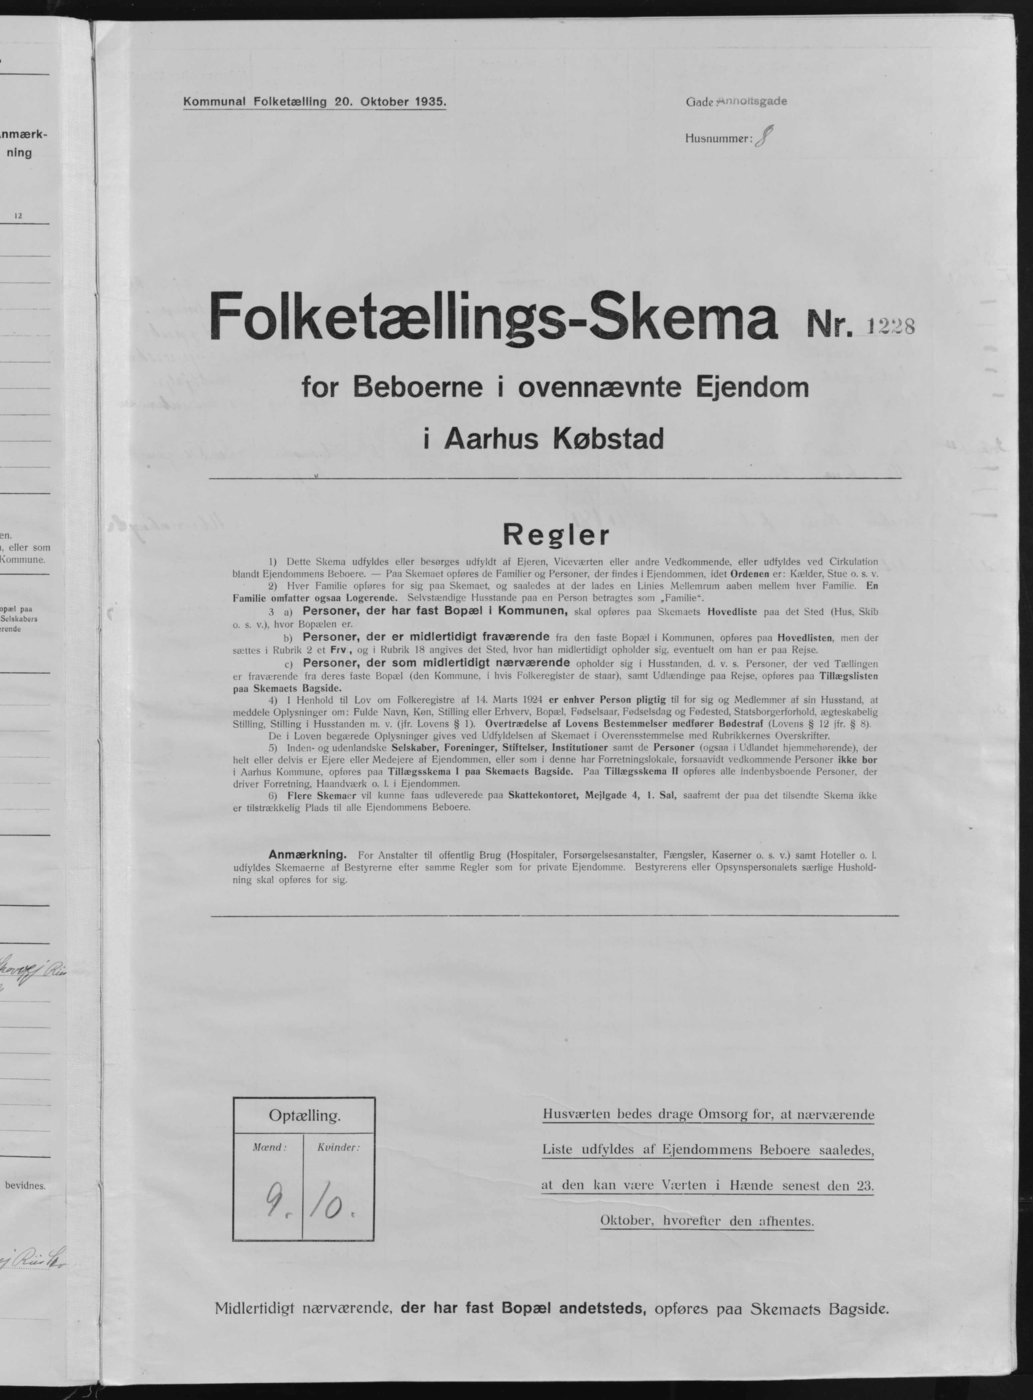 Anmærk-
ning
12
en.
, eller som
Kommune.
opæl paa
Selskabers
rende
bevidnes.
Kommunal Folketælling 20. Oktober 1935.
Gade: Anholtsgade
Husnummer: 8
Folketællings-Skema Nr. 1228
for Beboerne i ovennævnte Ejendom
i Aarhus Købstad
Regler
1) Dette Skema udfyldes eller besørges udfyldt af Ejeren, Viceværten eller andre Vedkommende, eller udfyldes ved Cirkulation
blandt Ejendommens Beboere. — Paa Skemaet opføres de Familier og Personer, der findes i Ejendommen, idet Ordenen er: Kælder, Stue o. s. v.
2) Hver Familie opføres for sig paa Skemaet, og saaledes at der lades en Linies Mellemrum aaben mellem hver Familie. En
Familie omfatter ogsaa Logerende. Selvstændige Husstande paa en Person betragtes som „Familie“.
3 a) Personer, der har fast Bopæl i Kommunen, skal opføres paa Skemaets Hovedliste paa det Sted (Hus, Skib
o. s. v.), hvor Bopælen er.
b) Personer, der er midlertidigt fraværende fra den faste Bopæl i Kommunen, opføres paa Hovedlisten, men der
sættes i Rubrik 2 et Frv., og i Rubrik 18 angives det Sted, hvor han midlertidigt opholder sig, eventuelt om han er paa Rejse.
c) Personer, der som midlertidigt nærværende opholder sig i Husstanden, d. v. s. Personer, der ved Tællingen
er fraværende fra deres faste Bopæl (den Kommune, i hvis Folkeregister de staar), samt Udlændinge paa Rejse, opføres paa Tillægslisten
paa Skemaets Bagside.
4) I Henhold til Lov om Folkeregistre af 14. Marts 1924 er enhver Person pligtig til for sig og Medlemmer af sin Husstand, at
meddele Oplysninger om: Fulde Navn, Køn, Stilling eller Erhverv, Bopæl, Fødselsaar, Fødselsdag og Fødested, Statsborgerforhold, ægteskabelig
Stilling, Stilling i Husstanden m. v. (jfr. Lovens § 1). Overtrædelse af Lovens Bestemmelser medfører Bødestraf (Lovens § 12 jfr. § 8).
De i Loven begærede Oplysninger gives ved Udfyldelsen af Skemaet i Overensstemmelse med Rubrikkernes Overskrifter.
5) Inden- og udenlandske Selskaber, Foreninger, Stiftelser, Institutioner samt de Personer (ogsaa i Udlandet hjemmehørende), der
helt eller delvis er Ejere eller Medejere af Ejendommen, eller som i denne har Forretningslokale, forsaavidt vedkommende Personer ikke bor
i Aarhus Kommune, opføres paa Tillægsskema I paa Skemaets Bagside. Paa Tillægsskema II opføres alle indenbysboende Personer, der
driver Forretning, Haandværk o. l. i Ejendommen.
6) Flere Skemaer vil kunne faas udleverede paa Skattekontoret, Mejlgade 4, 1. Sal, saafremt der paa det tilsendte Skema ikke
er tilstrækkelig Plads til alle Ejendommens Beboere.
Anmærkning. For Anstalter til offentlig Brug (Hospitaler, Forsørgelsesanstalter, Fængsler, Kaserner o. s. v.) samt Hoteller o. l.
udfyldes Skemaerne af Bestyrerne efter samme Regler som for private Ejendomme. Bestyrerens eller Opsynspersonalets særlige Hushold-
ning skal opføres for sig.
Optælling.
Mænd: Kvinder:
9. 10.
Husværten bedes drage Omsorg for, at nærværende
Liste udfyldes af Ejendommens Beboere saaledes,
at den kan være Værten i Hænde senest den 23.
Oktober, hvorefter den afhentes.
Midlertidigt nærværende, der har fast Bopæl andetsteds, opføres paa Skemaets Bagside.